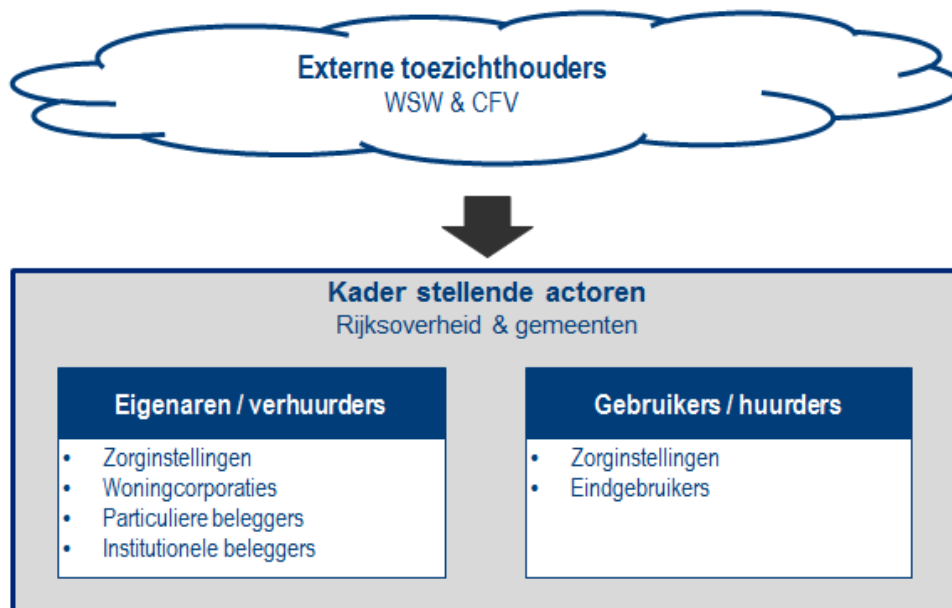 Externe toezichthouders
WSW & CFV
Kader stellende actoren
Rijksoverheid & gemeenten
Eigenaren / verhuurders
• Zorginstellingen
• Woningcorporaties
• Particuliere beleggers
• Institutionele beleggers
Gebruikers / huurders
• Zorginstellingen
• Eindgebruikers